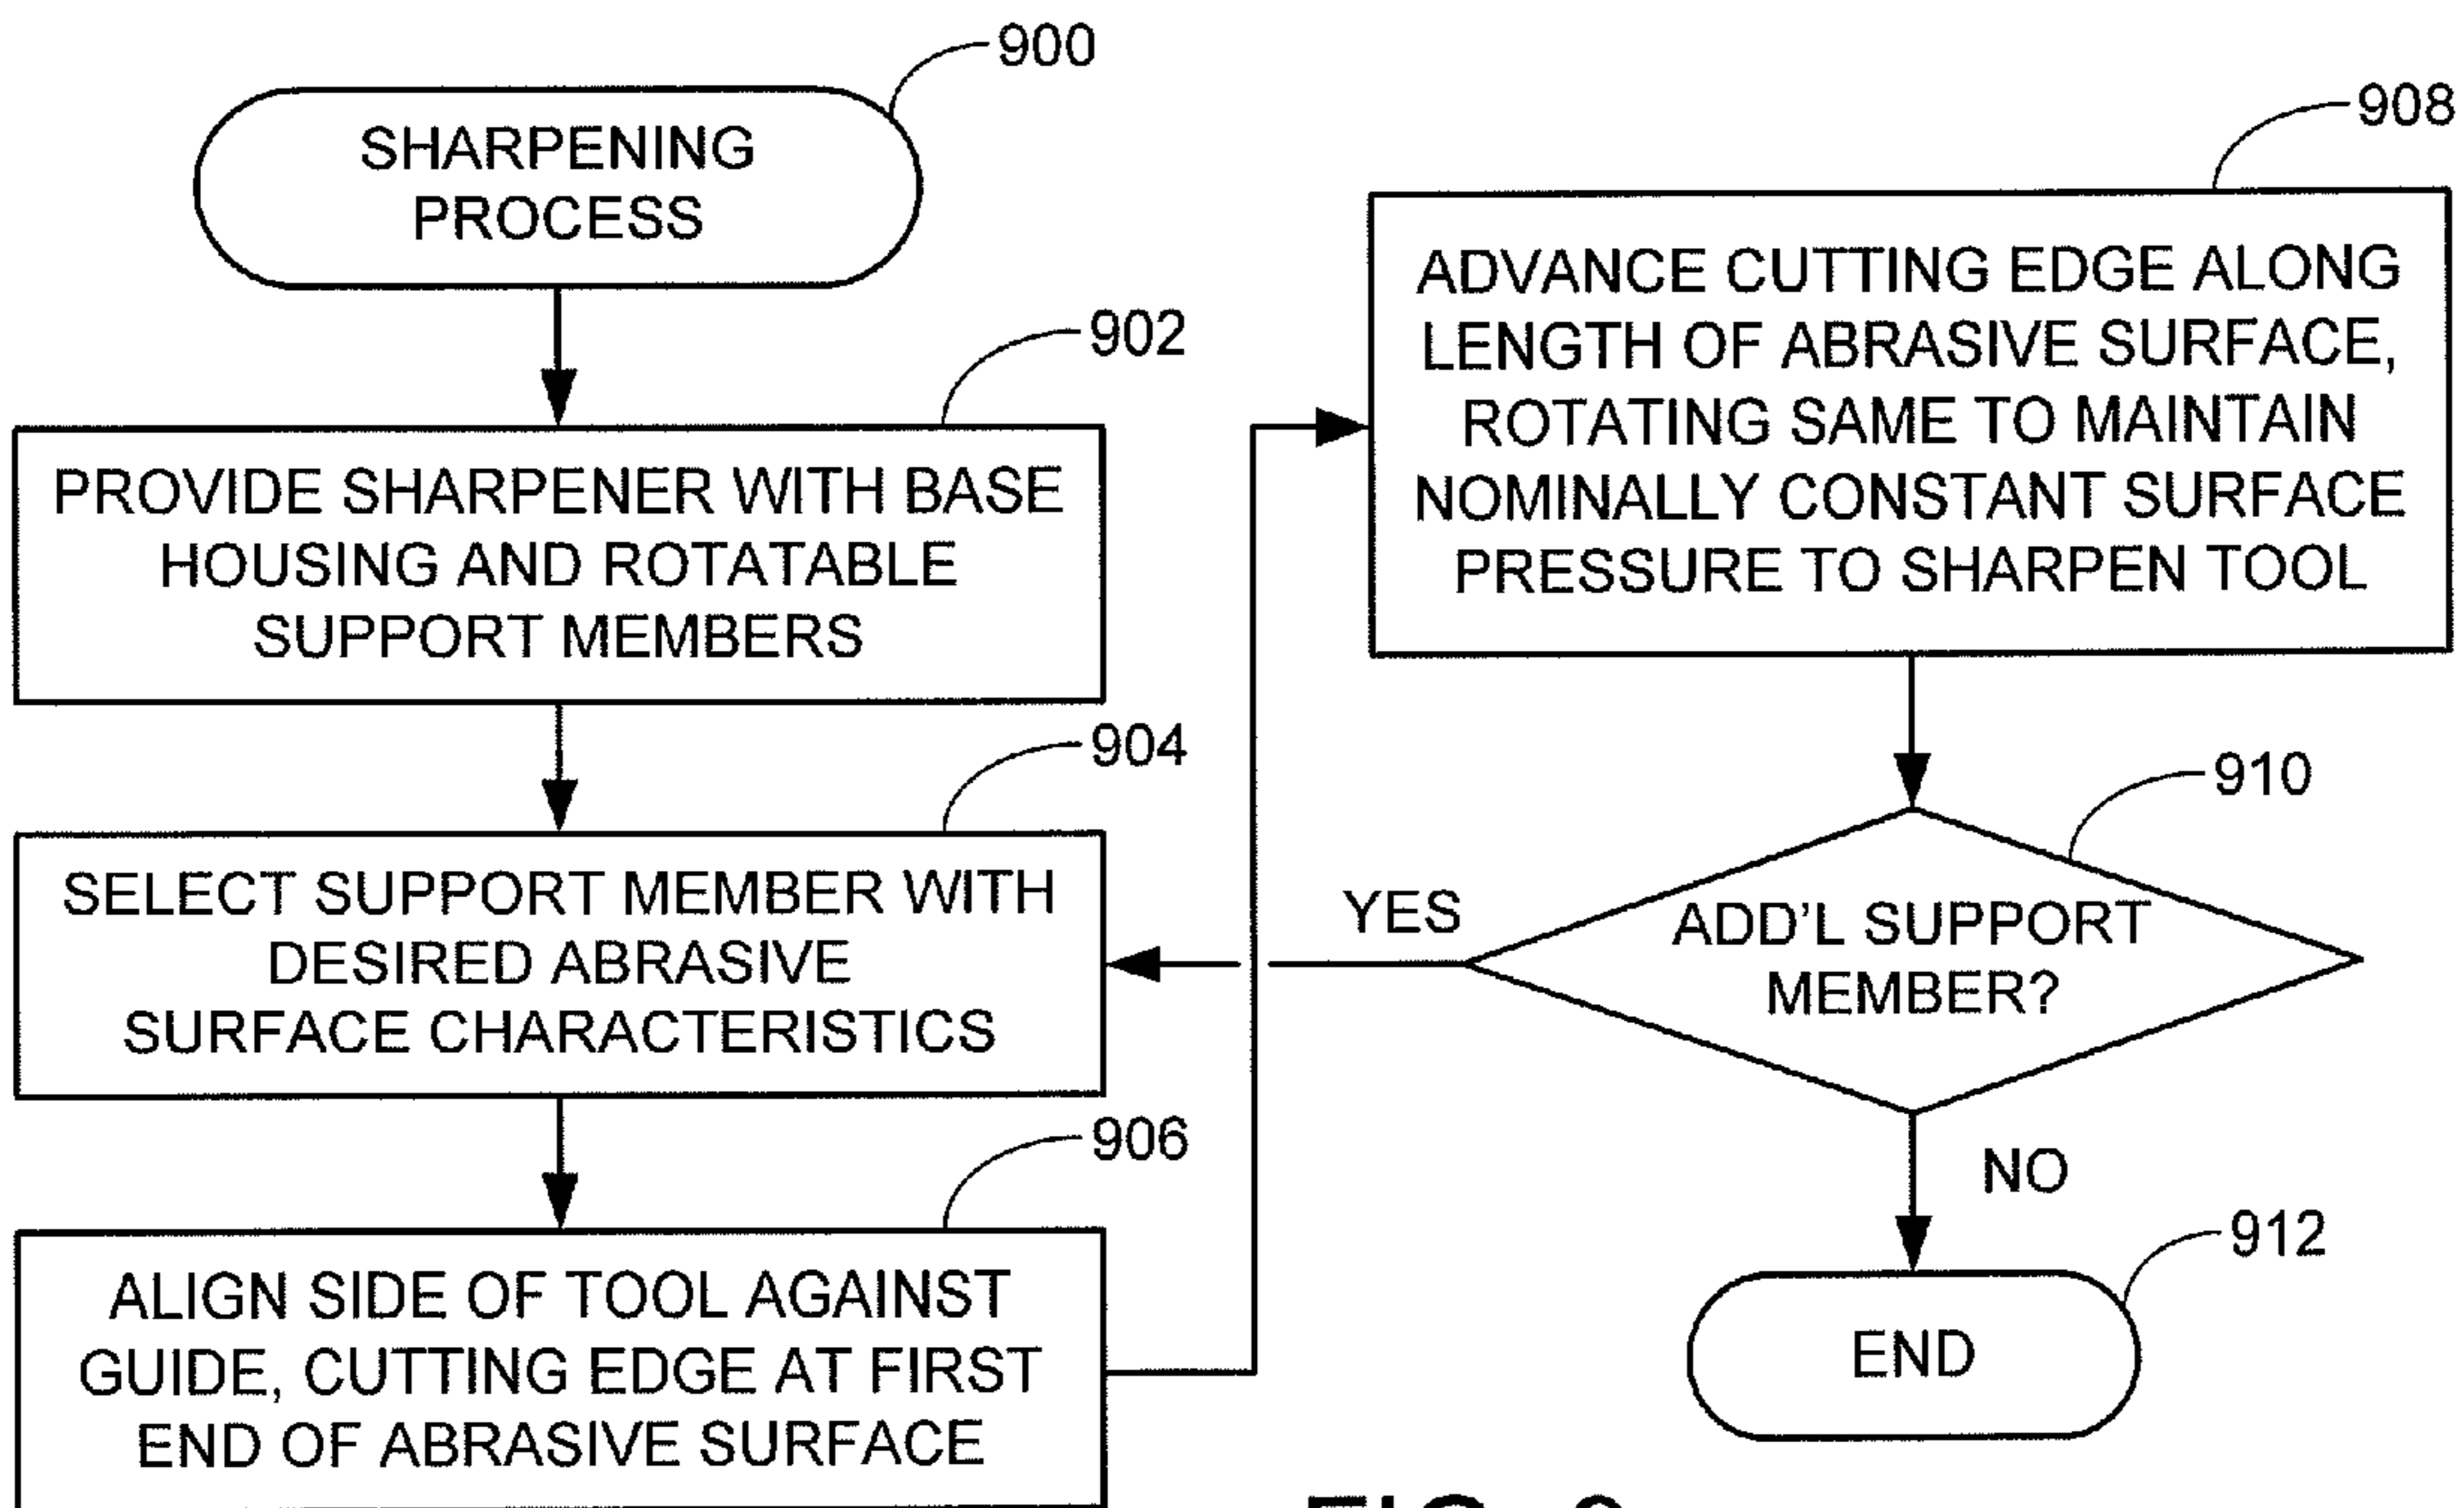 900
SHARPENING
PROCESS
902
PROVIDE SHARPENER WITH BASE
HOUSING AND ROTATABLE
SUPPORT MEMBERS
904
SELECT SUPPORT MEMBER WITH
DESIRED ABRASIVE
SURFACE CHARACTERISTICS
906
ALIGN SIDE OF TOOL AGAINST
GUIDE, CUTTING EDGE AT FIRST
END OF ABRASIVE SURFACE
908
ADVANCE CUTTING EDGE ALONG
LENGTH OF ABRASIVE SURFACE,
ROTATING SAME TO MAINTAIN
NOMINALLY CONSTANT SURFACE
PRESSURE TO SHARPEN TOOL
910
YES
ADD'L SUPPORT
MEMBER?
NO
912
END
FIG.